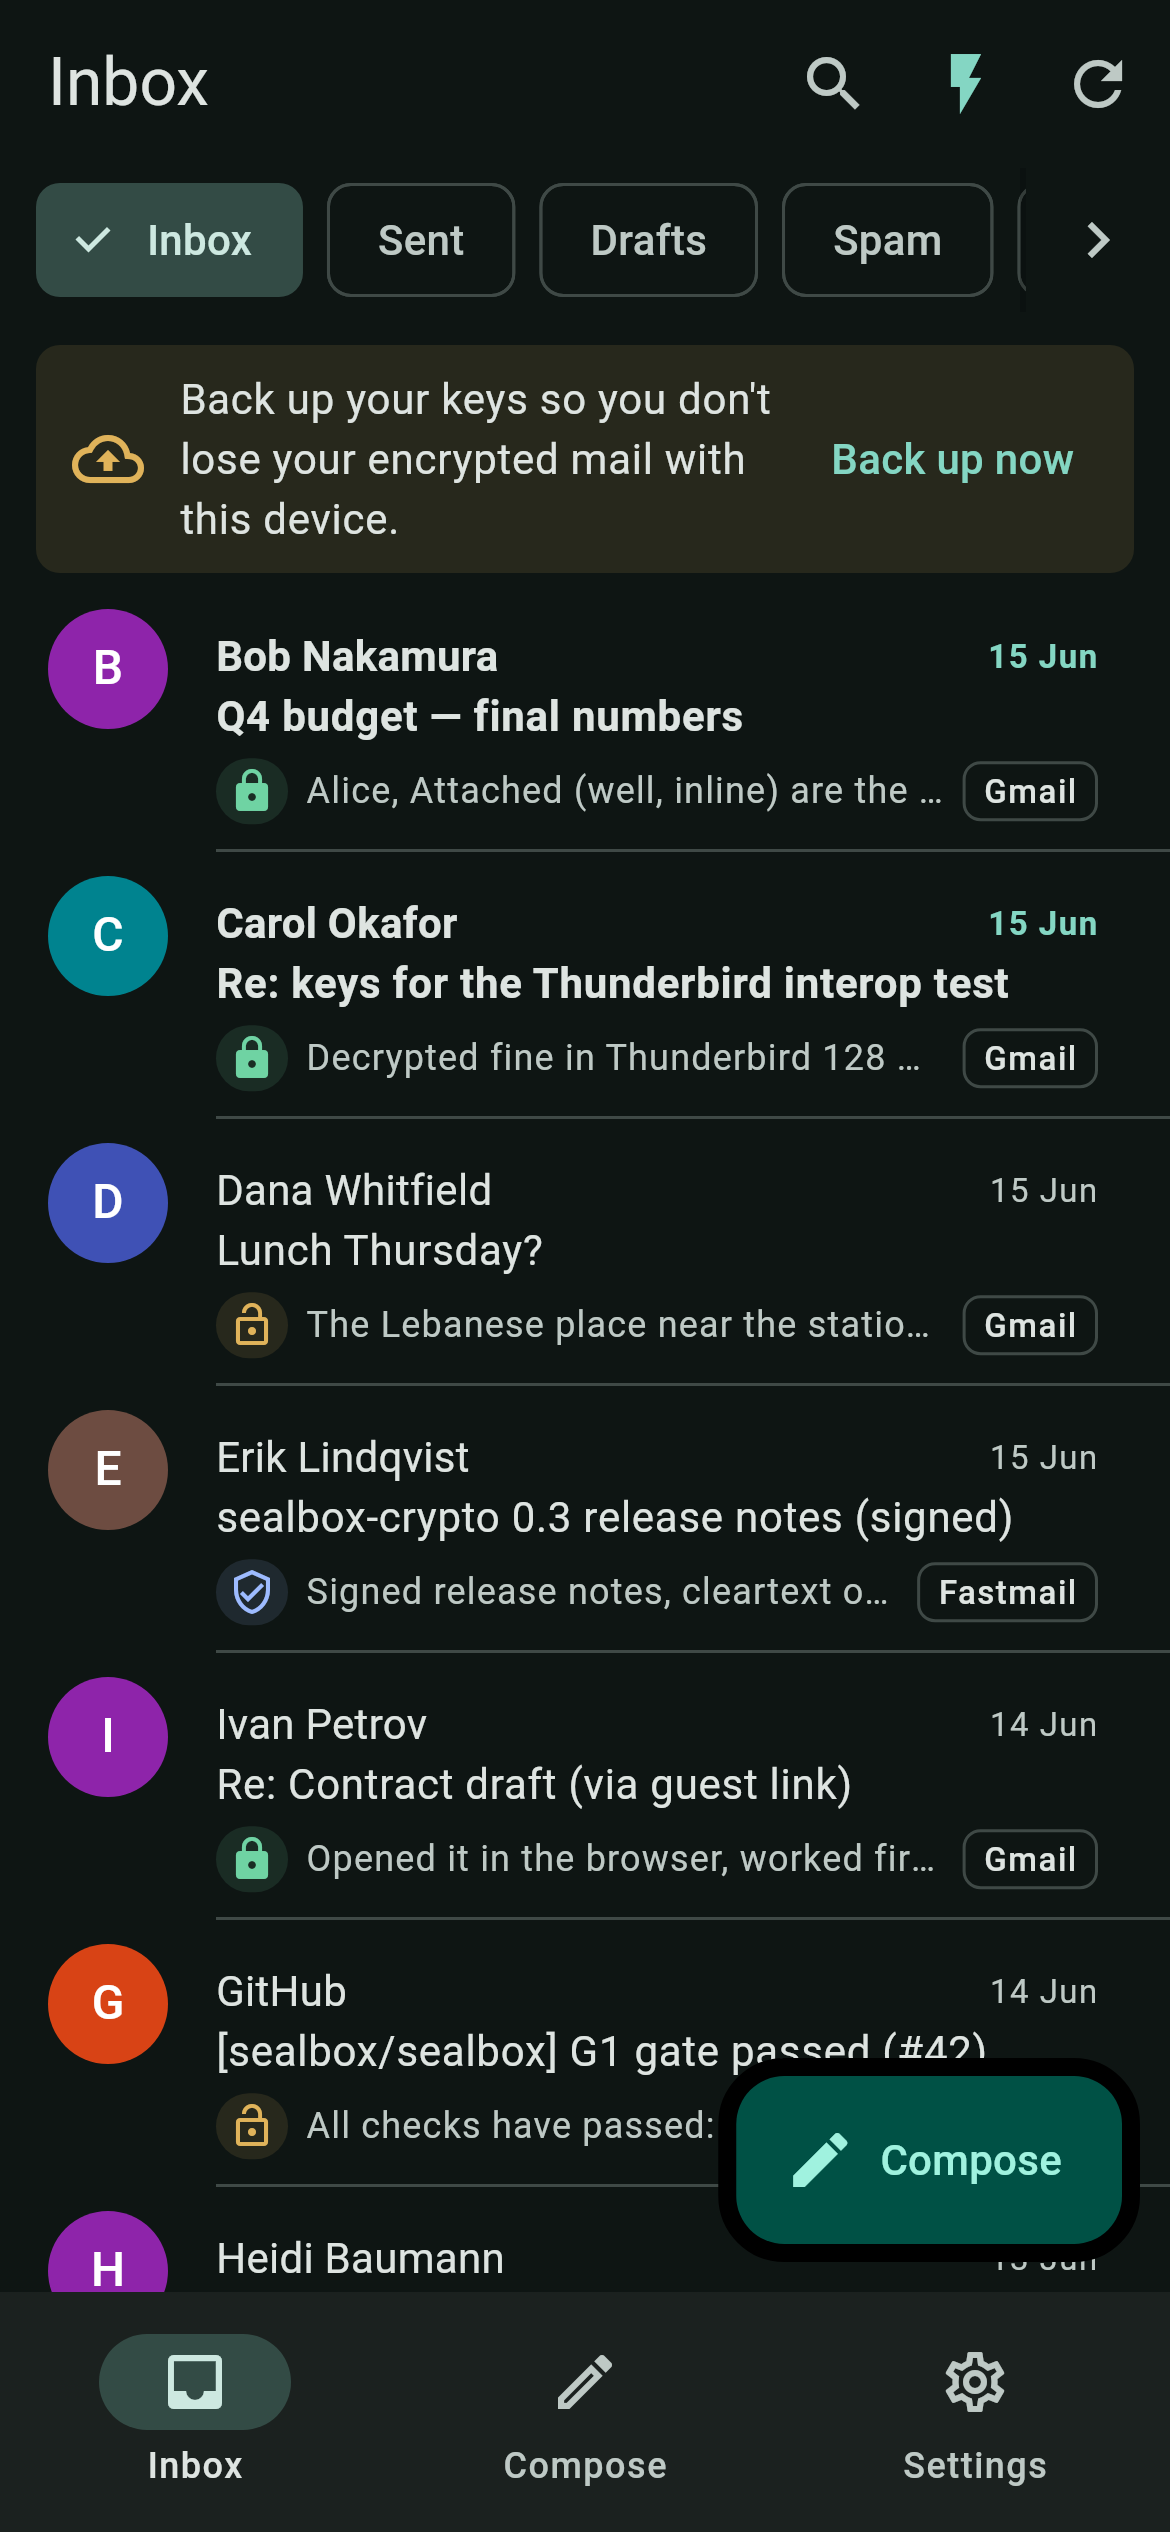 Inbox
Inbox
Sent
Drafts
Spam
Back up your keys so you don't
lose your encrypted mail with
this device.
Back up now
B
Bob Nakamura
15 Jun
Q4 budget — final numbers
Alice, Attached (well, inline) are the …
Gmail
C
Carol Okafor
15 Jun
Re: keys for the Thunderbird interop test
Decrypted fine in Thunderbird 128 …
Gmail
D
Dana Whitfield
15 Jun
Lunch Thursday?
The Lebanese place near the statio…
Gmail
E
Erik Lindqvist
15 Jun
sealbox-crypto 0.3 release notes (signed)
Signed release notes, cleartext o…
Fastmail
I
Ivan Petrov
14 Jun
Re: Contract draft (via guest link)
Opened it in the browser, worked fir…
Gmail
G
GitHub
14 Jun
[sealbox/sealbox] G1 gate passed (#42)
All checks have passed:
Compose
H
Heidi Baumann
Inbox
Compose
Settings